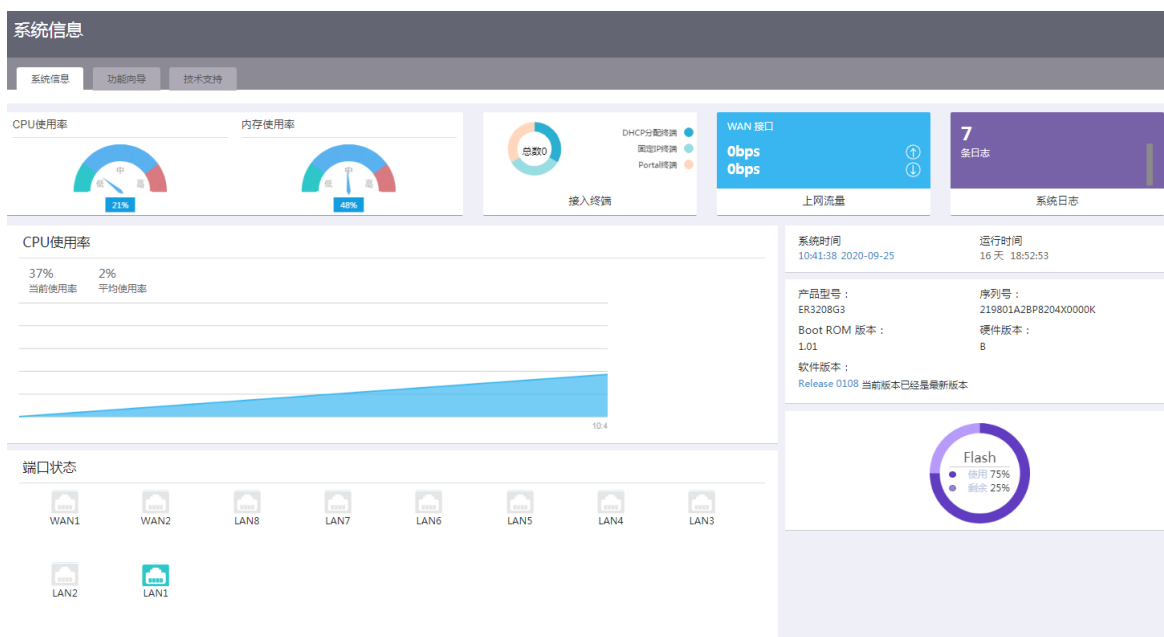 系统信息
系统信息 功能向导 技术支持
CPU使用率
低 中 高
21%
内存使用率
低 中 高
48%
总数0
DHCP分配终端
固定IP终端
Portal终端
接入终端
WAN 接口
0bps
0bps
上网流量
7
条日志
系统日志
CPU使用率
37% 2%
当前使用率 平均使用率
10:4
系统时间 运行时间
10:41:38 2020-09-25 16 天 18:52:53
产品型号： 序列号：
ER3208G3 219801A2BP8204X0000K
Boot ROM 版本： 硬件版本：
1.01 B
软件版本：
Release 0108 当前版本已经是最新版本
端口状态
WAN1 WAN2 LAN8 LAN7 LAN6 LAN5 LAN4 LAN3
LAN2 LAN1
Flash
使用 75%
剩余 25%